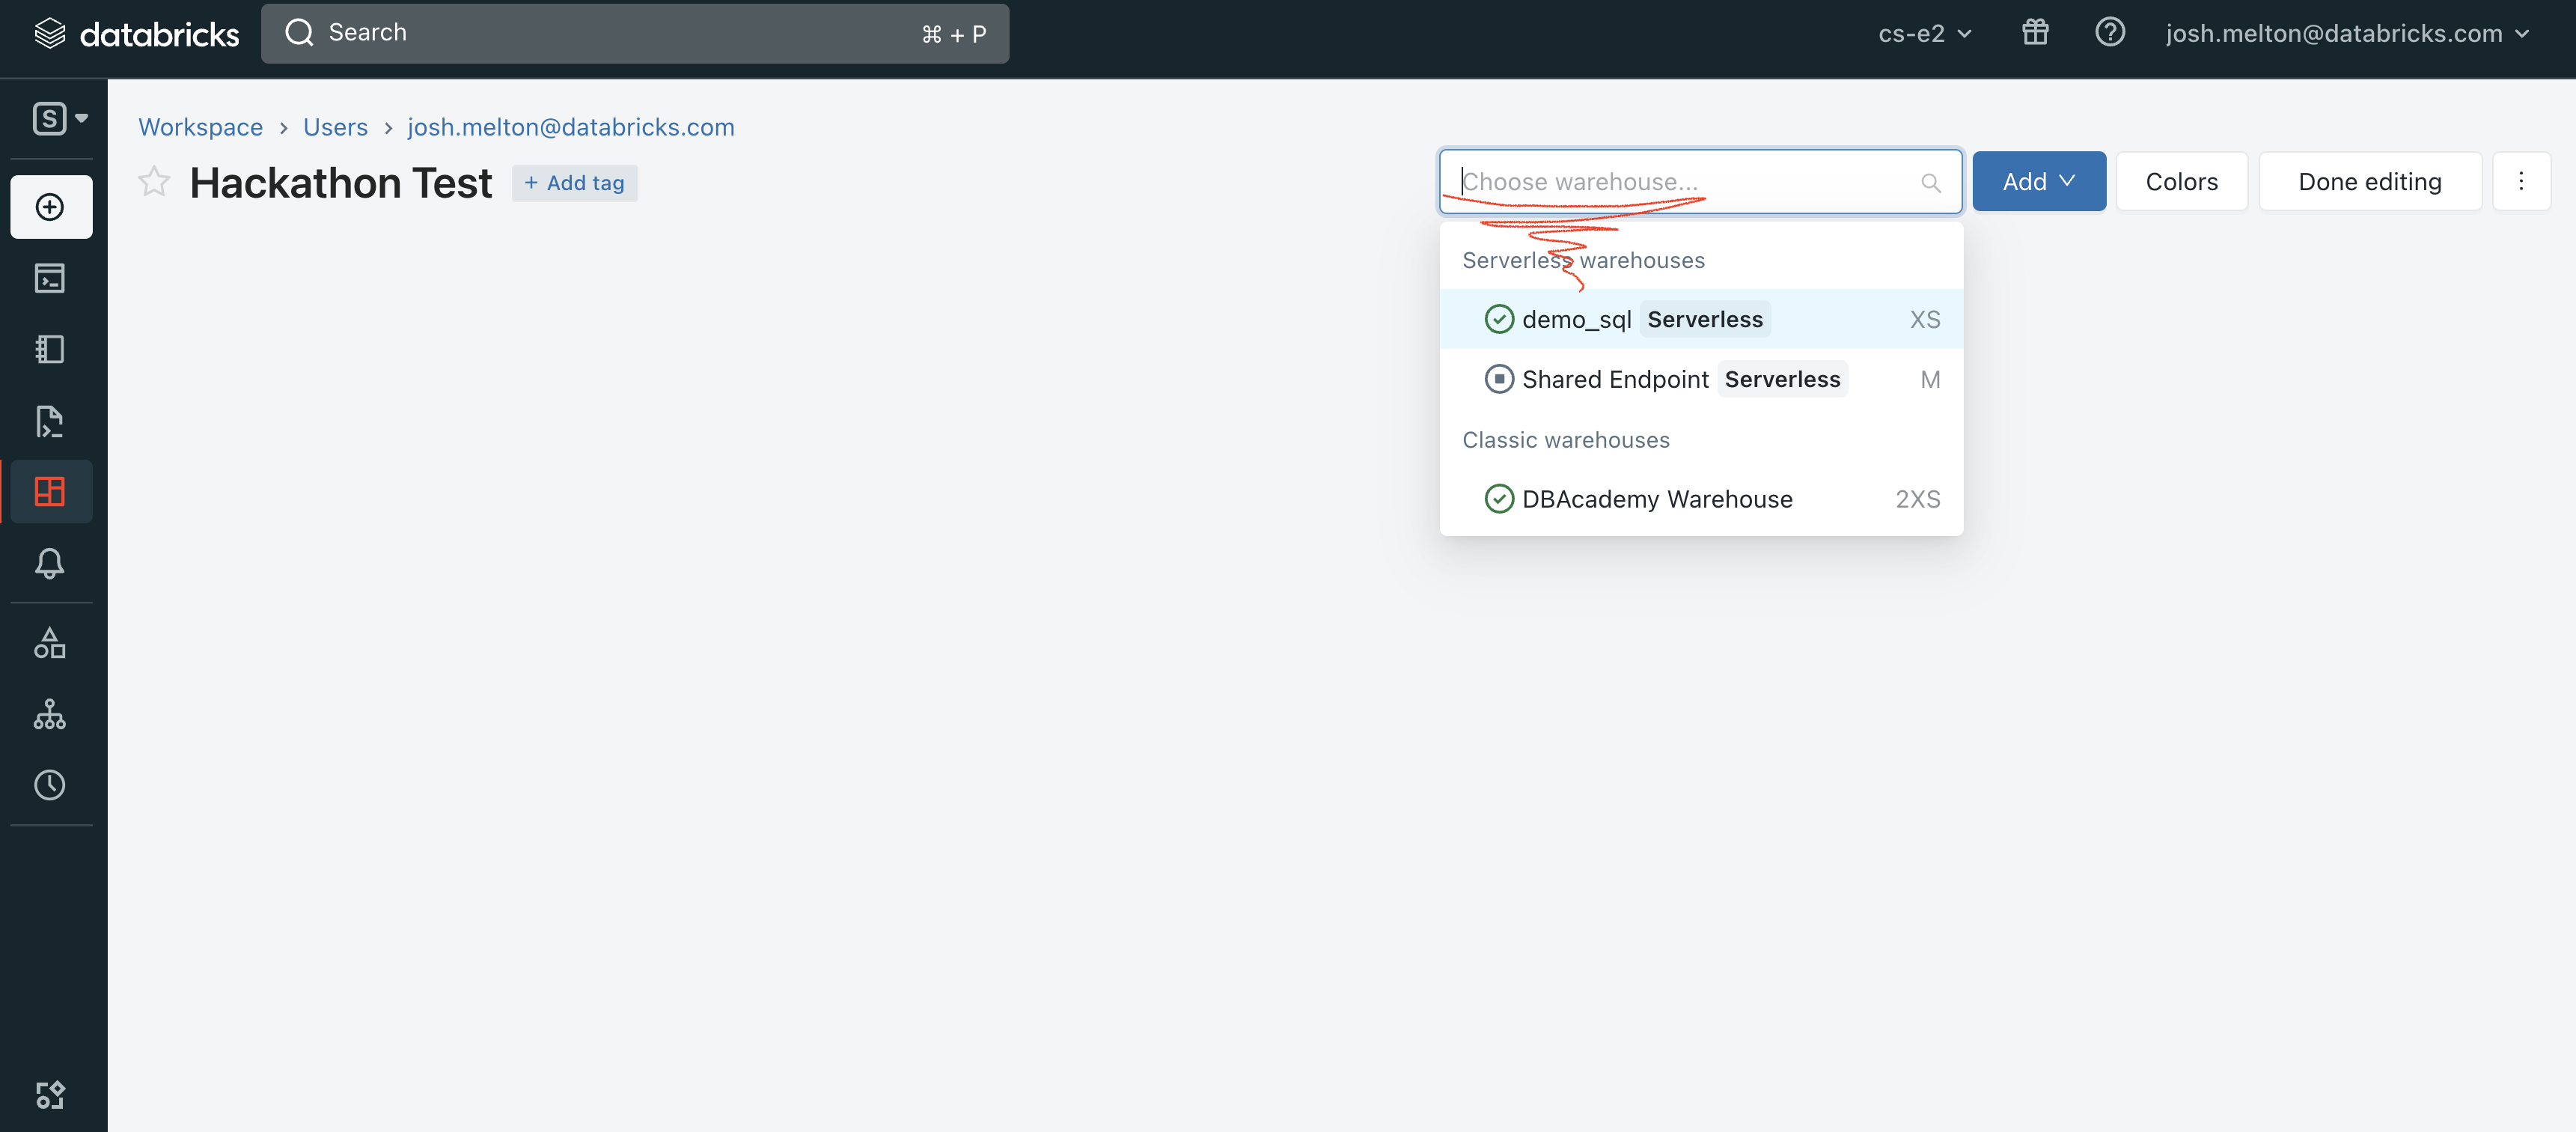 databricks
Search ⌘ + P
cs-e2
josh.melton@databricks.com
S
Workspace › Users › josh.melton@databricks.com
Hackathon Test
+ Add tag
Choose warehouse...
Add
Colors
Done editing
Serverless warehouses
demo_sql Serverless XS
Shared Endpoint Serverless M
Classic warehouses
DBAcademy Warehouse 2XS